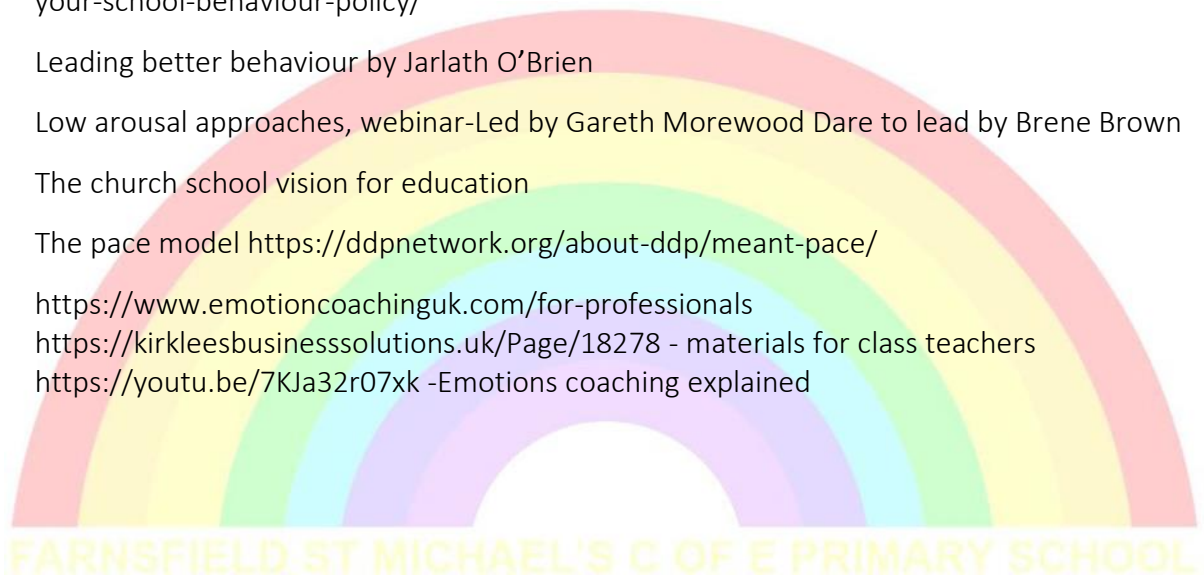 your-school-behaviour-policy/
Leading better behaviour by Jarlath O’Brien
Low arousal approaches, webinar-Led by Gareth Morewood Dare to lead by Brene Brown
The church school vision for education
The pace model https://ddpnetwork.org/about-ddp/meant-pace/
https://www.emotioncoachinguk.com/for-professionals
https://kirkleesbusinesssolutions.uk/Page/18278 - materials for class teachers
https://youtu.be/7KJa32r07xk -Emotions coaching explained
FARNSFIELD ST MICHAEL'S C OF E PRIMARY SCHOOL